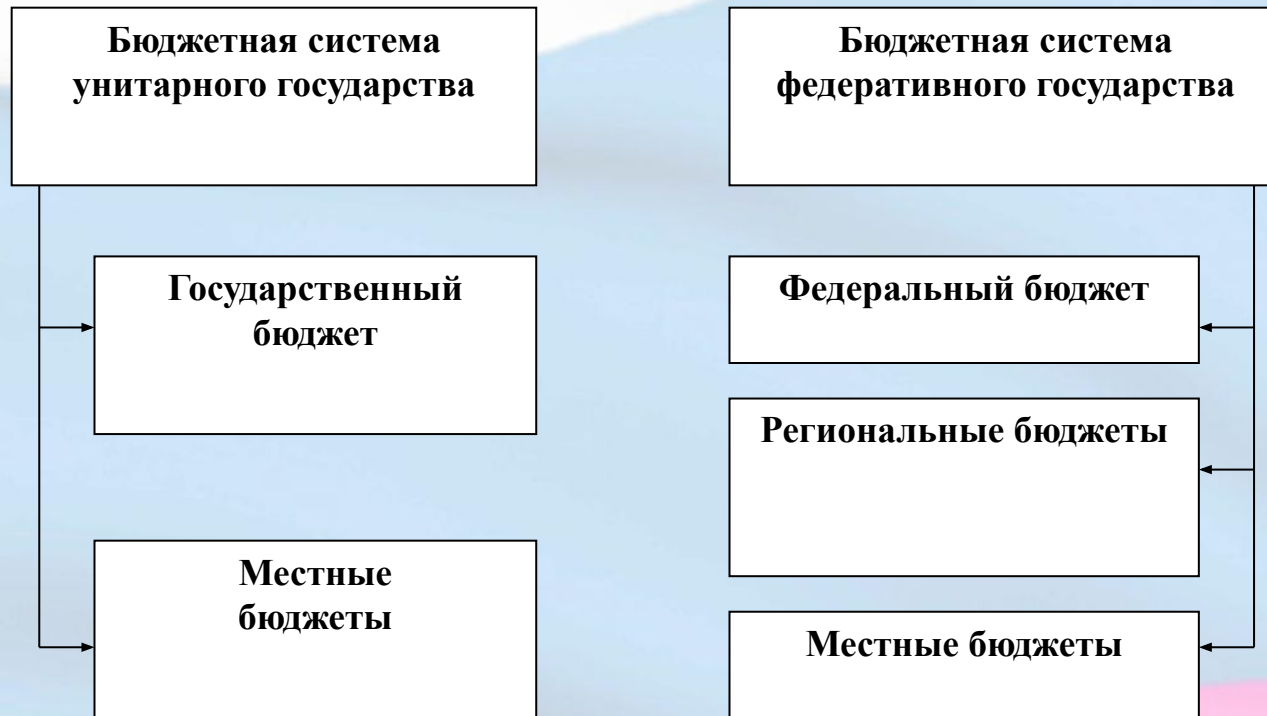 Бюджетная система
унитарного государства
Государственный
бюджет
Местные
бюджеты
Бюджетная система
федеративного государства
Федеральный бюджет
Региональные бюджеты
Местные бюджеты